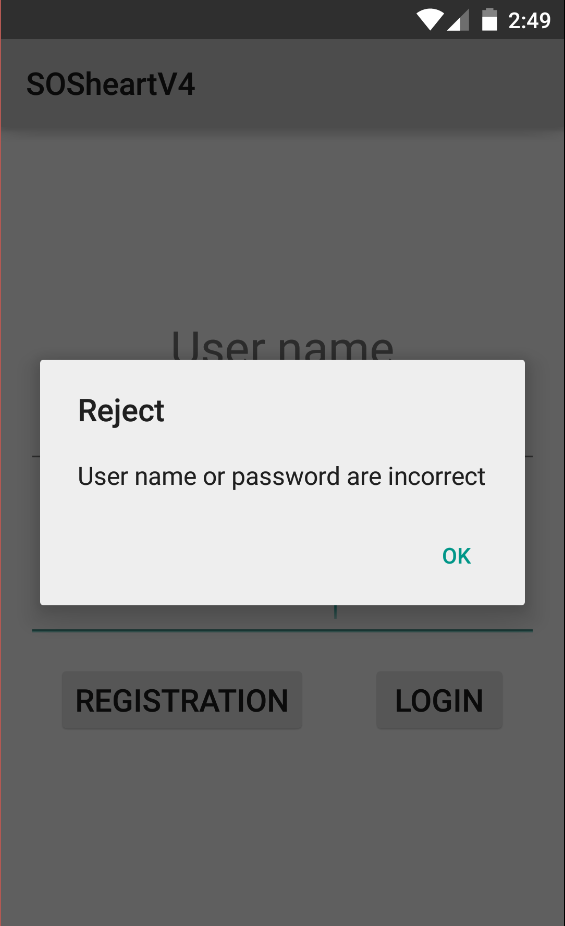 2:49
SOSheartV4
User name
Reject
User name or password are incorrect
OK
REGISTRATION
LOGIN